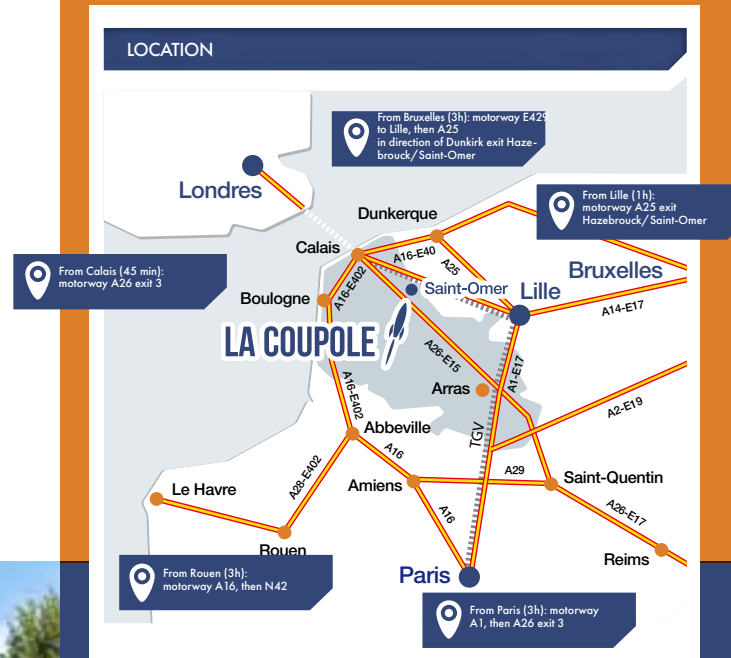 LOCATION
From Bruxelles (3h): motorway E429
to Lille, then A25
in direction of Dunkirk exit Haze-
brouck/Saint-Omer
Londres
From Lille (1h):
motorway A25 exit
Hazebrouck/Saint-Omer
Dunkerque
Calais
A16-E40
A25
Bruxelles
From Calais (45 min):
motorway A26 exit 3
A16-E402
Saint-Omer
Lille
Boulogne
A14-E17
LA COUPOLE
A26-E15
A1-E17
A16-E402
Arras
A2-E19
Abbeville
TGV
A16
A28-E402
Le Havre
Amiens
A29
Saint-Quentin
A16
A26-E17
Rouen
Reims
From Rouen (3h):
motorway A16, then N42
Paris
From Paris (3h): motorway
A1, then A26 exit 3